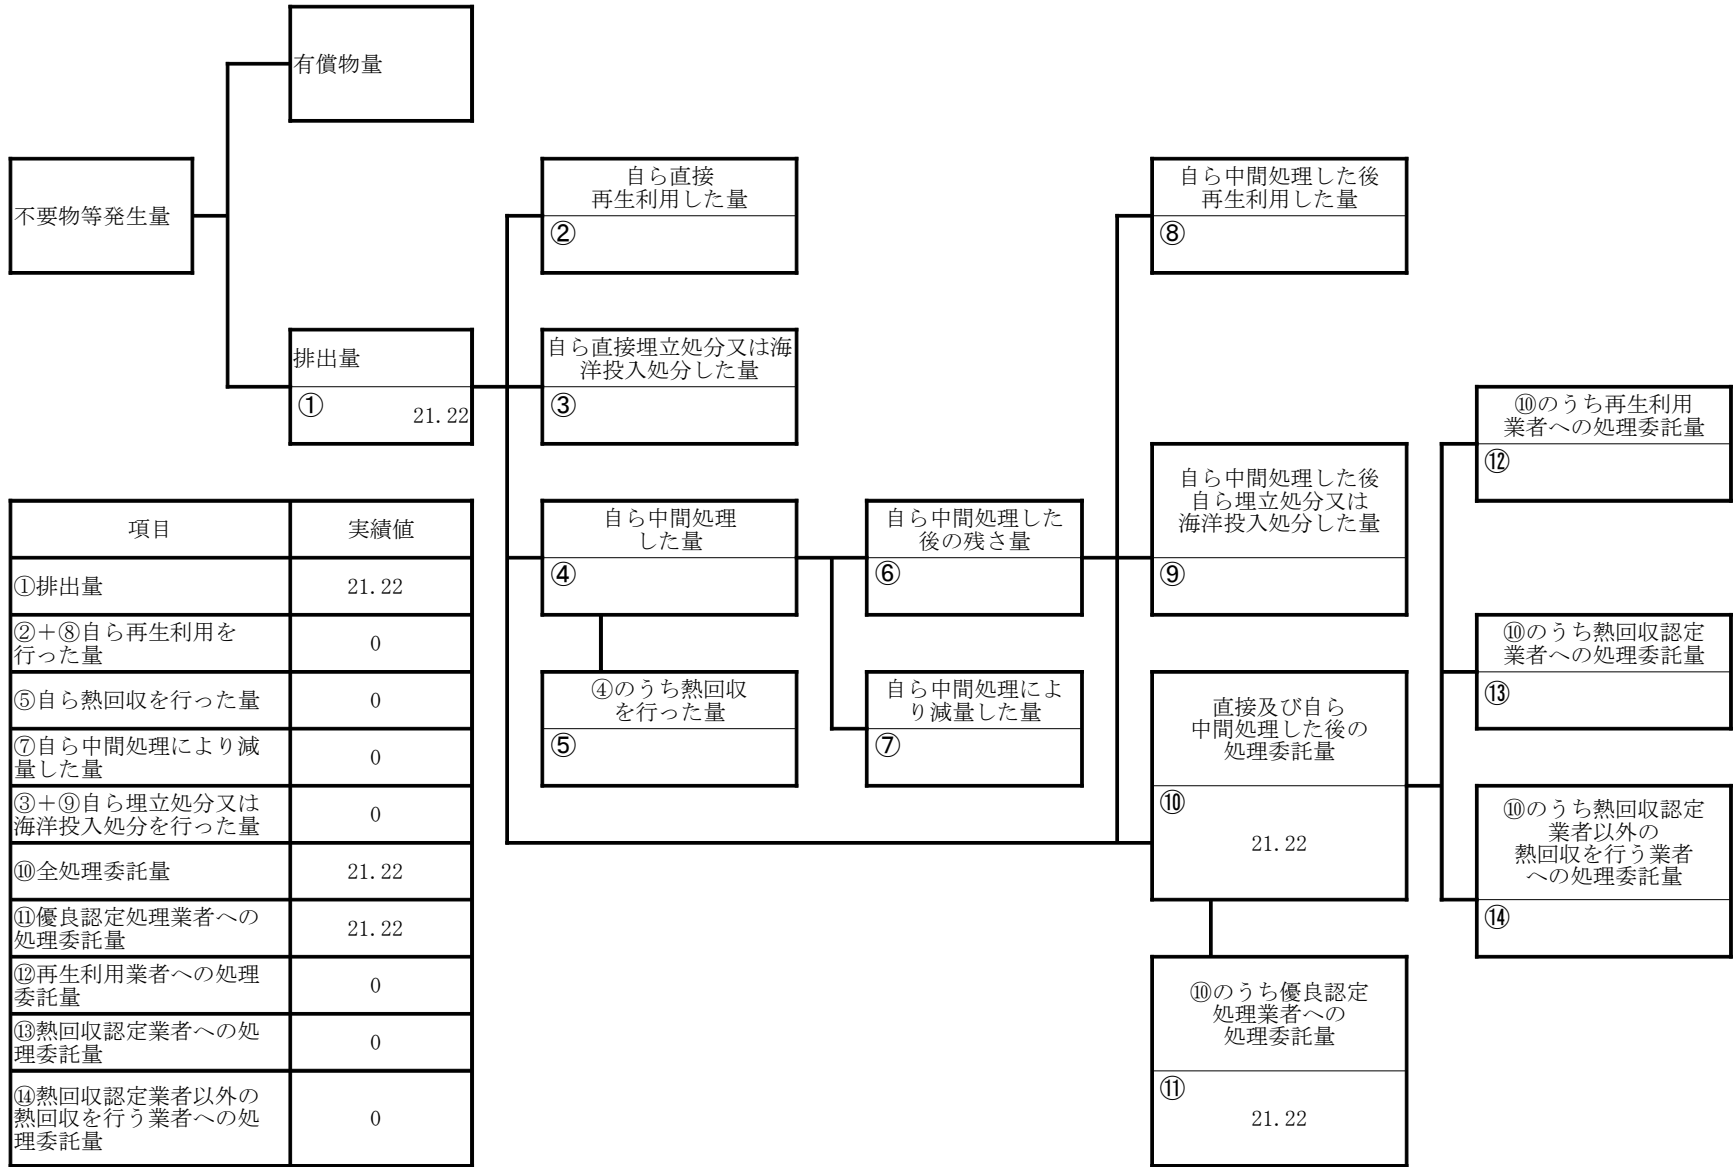 有償物量
不要物等発生量
自ら直接
再生利用した量
②
自ら中間処理した後
再生利用した量
⑧
排出量
①
21.22
自ら直接埋立処分又は海
洋投入処分した量
③
⑩のうち再生利用
業者への処理委託量
⑫
自ら中間処理
した量
④
自ら中間処理した
後の残さ量
⑥
自ら中間処理した後
自ら埋立処分又は
海洋投入処分した量
⑨
⑩のうち熱回収認定
業者への処理委託量
⑬
④のうち熱回収
を行った量
⑤
自ら中間処理によ
り減量した量
⑦
直接及び自ら
中間処理した後の
処理委託量
⑩
21.22
⑩のうち熱回収認定
業者以外の
熱回収を行う業者
への処理委託量
⑭
⑩のうち優良認定
処理業者への
処理委託量
⑪
21.22
項目 実績値
①排出量 21.22
②＋⑧自ら再生利用を
行った量 0
⑤自ら熱回収を行った量 0
⑦自ら中間処理により減
量した量 0
③＋⑨自ら埋立処分又は
海洋投入処分を行った量 0
⑩全処理委託量 21.22
⑪優良認定処理業者への
処理委託量 21.22
⑫再生利用業者への処理
委託量 0
⑬熱回収認定業者への処
理委託量 0
⑭熱回収認定業者以外の
熱回収を行う業者への処
理委託量 0